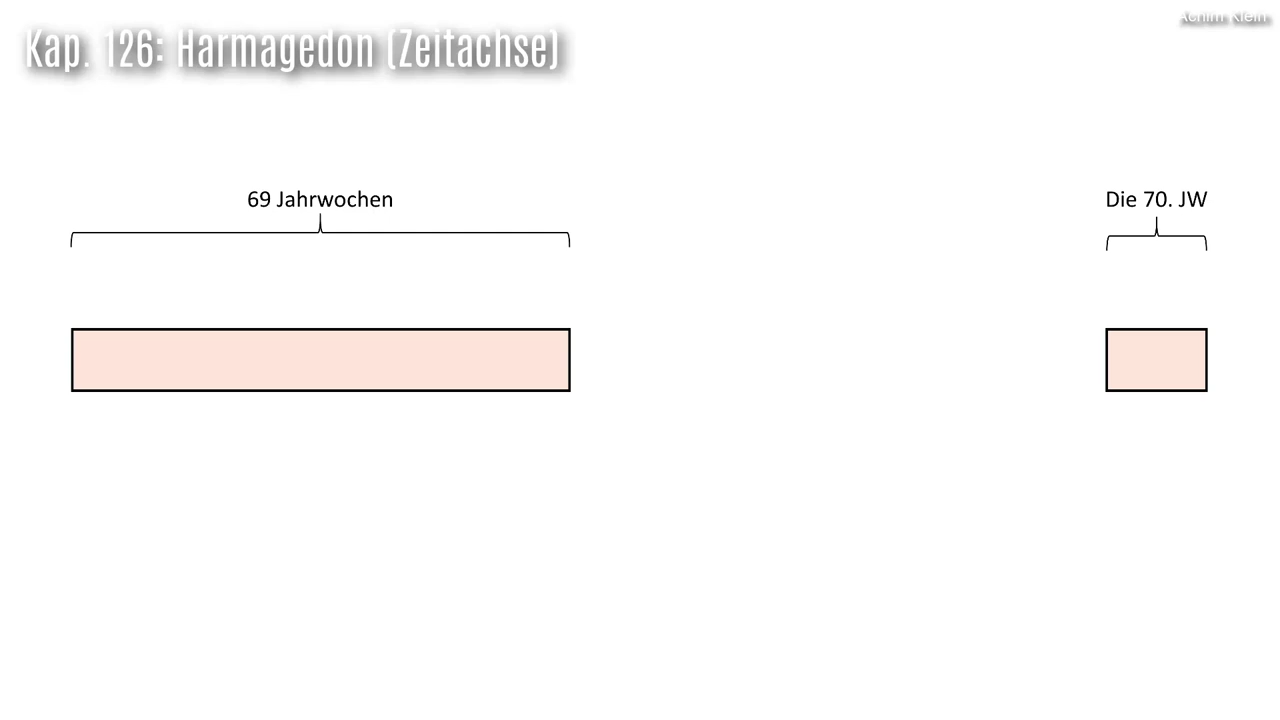 Achim Klein
Kap. 126: Harmagedon (Zeitachse)
69 Jahrwochen
Die 70. JW